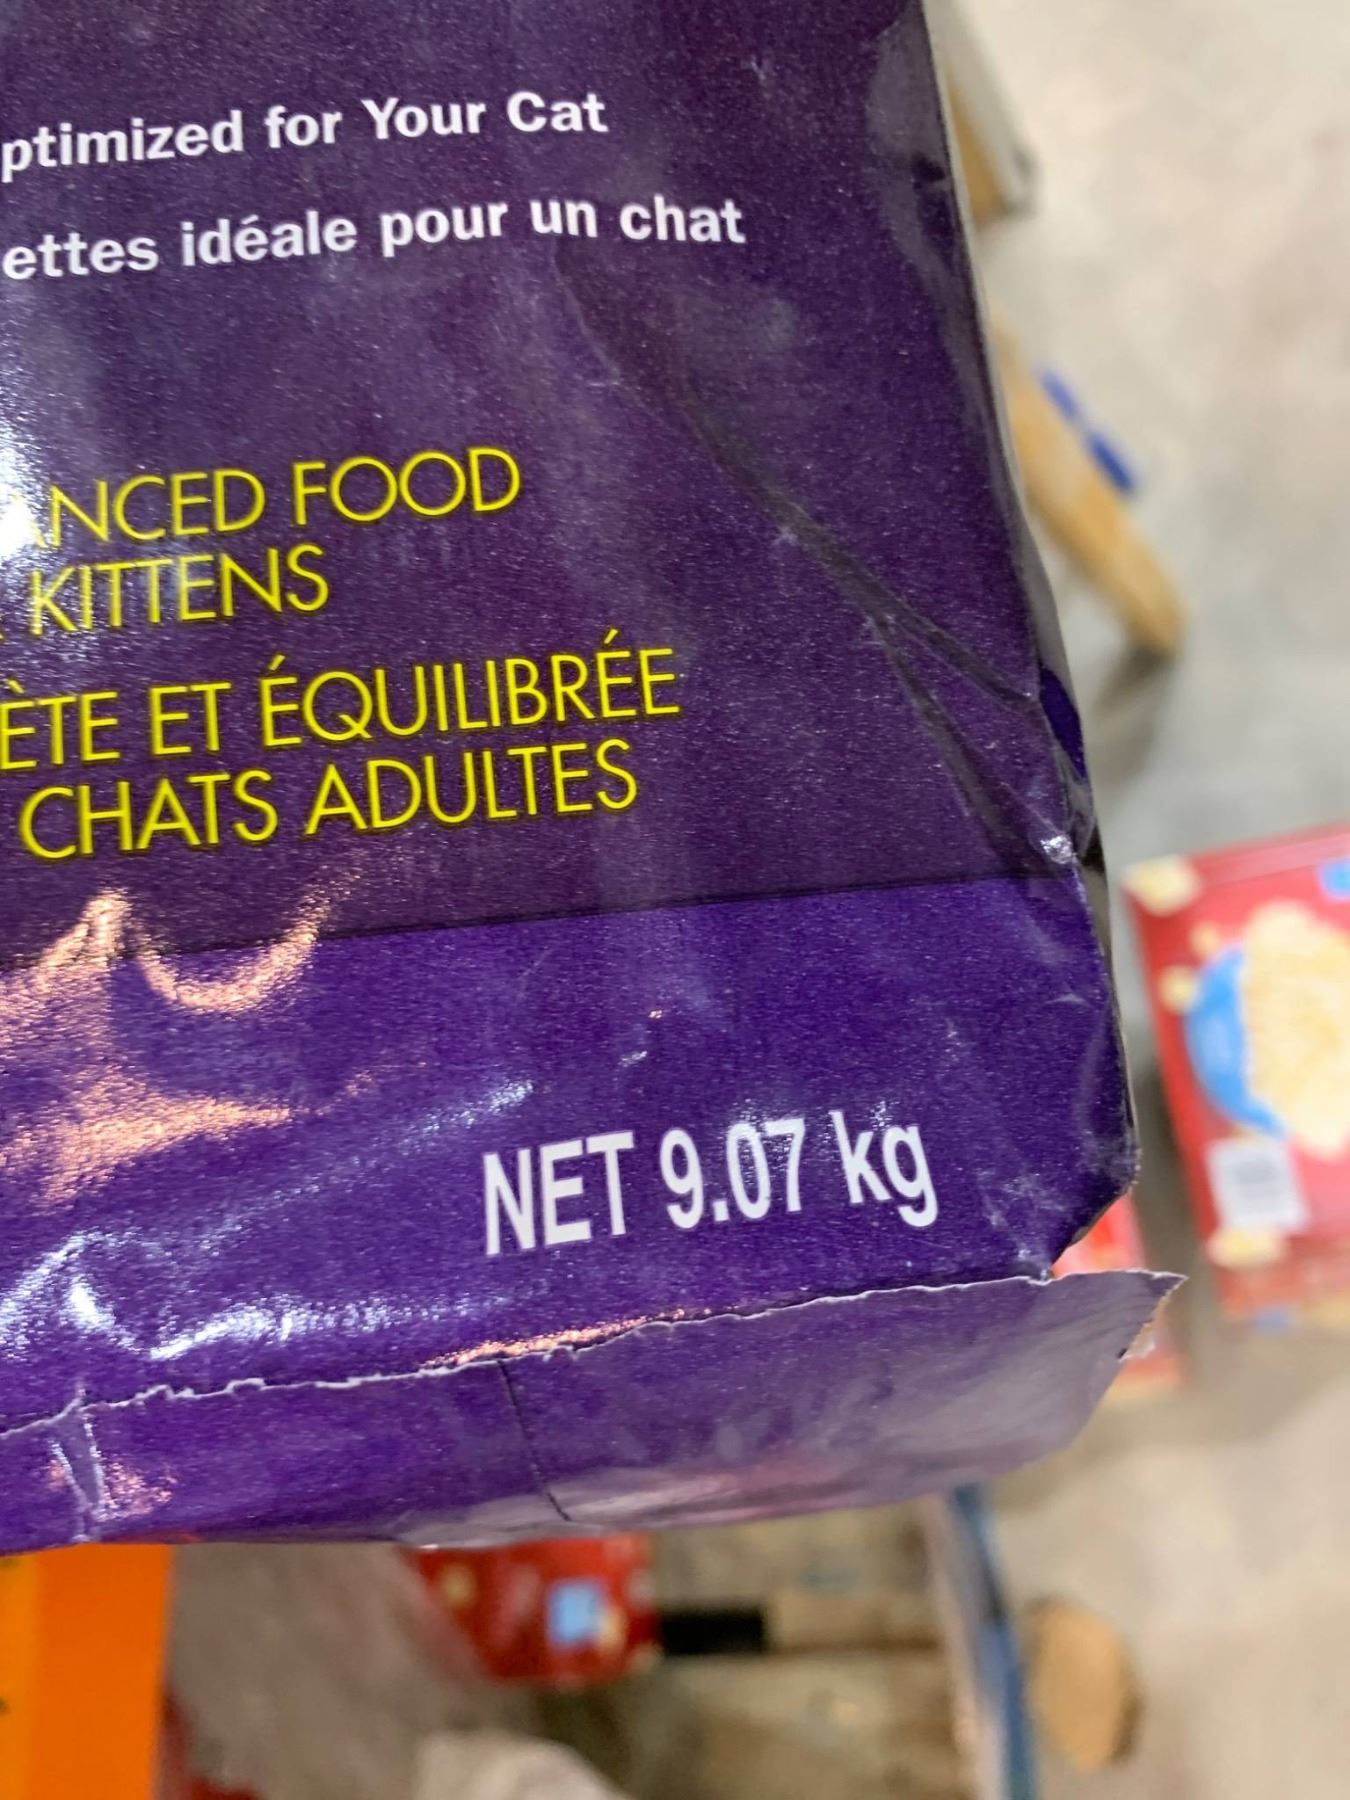 ptimized for Your Cat
ettes idéale pour un chat
ANCED FOOD
KITTENS
ÈTE ET ÉQUILIBRÉE
CHATS ADULTES
NET 9.07 kg